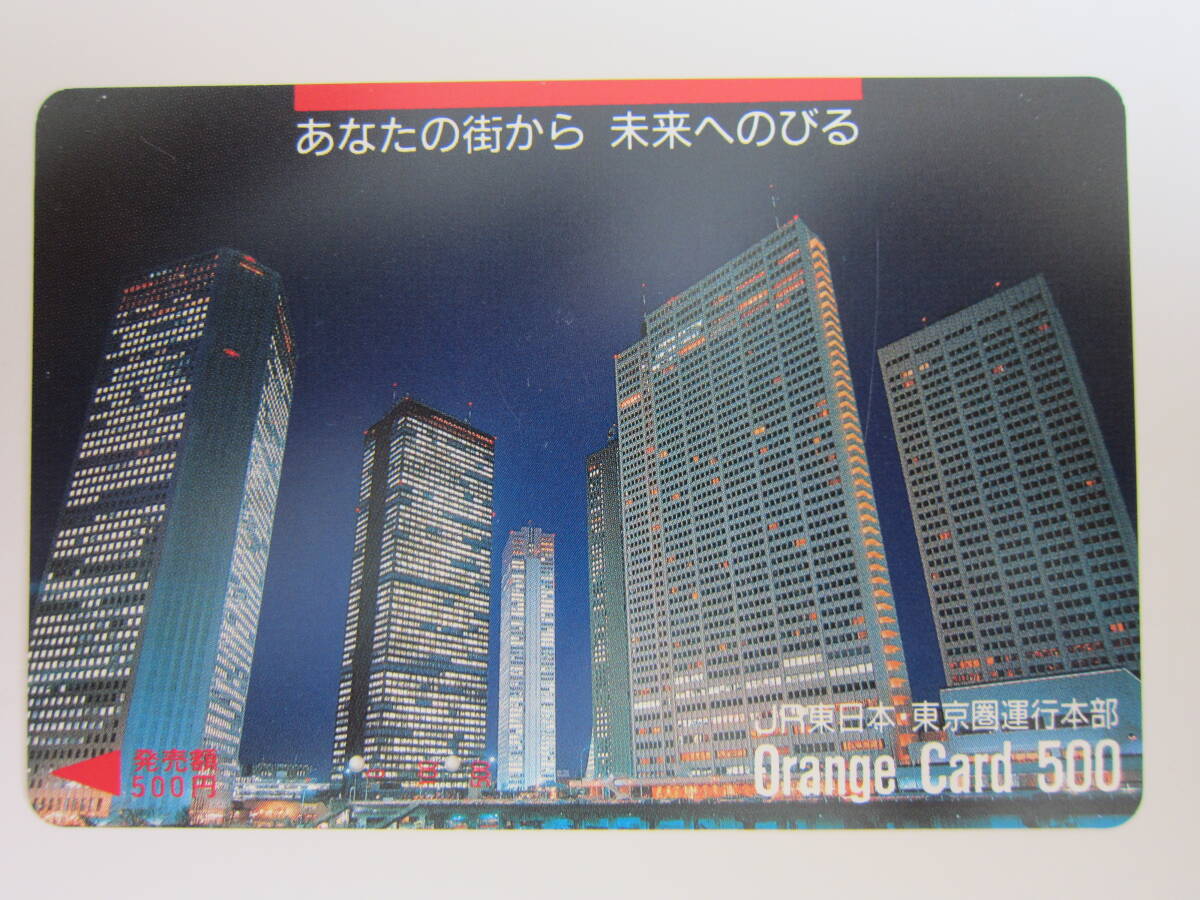 あなたの街から 未来へのびる
JR東日本・東京圏運行本部
Orange Card 500
発売額
500円